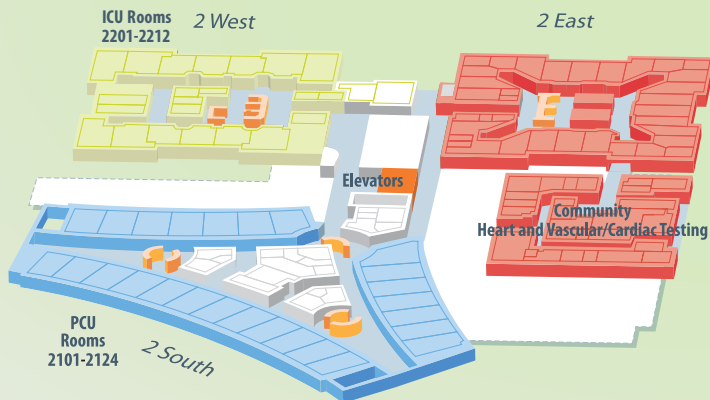 ICU Rooms
2201-2212
2 West
2 East
Elevators
Community
Heart and Vascular/Cardiac Testing
PCU
Rooms
2101-2124
2 South